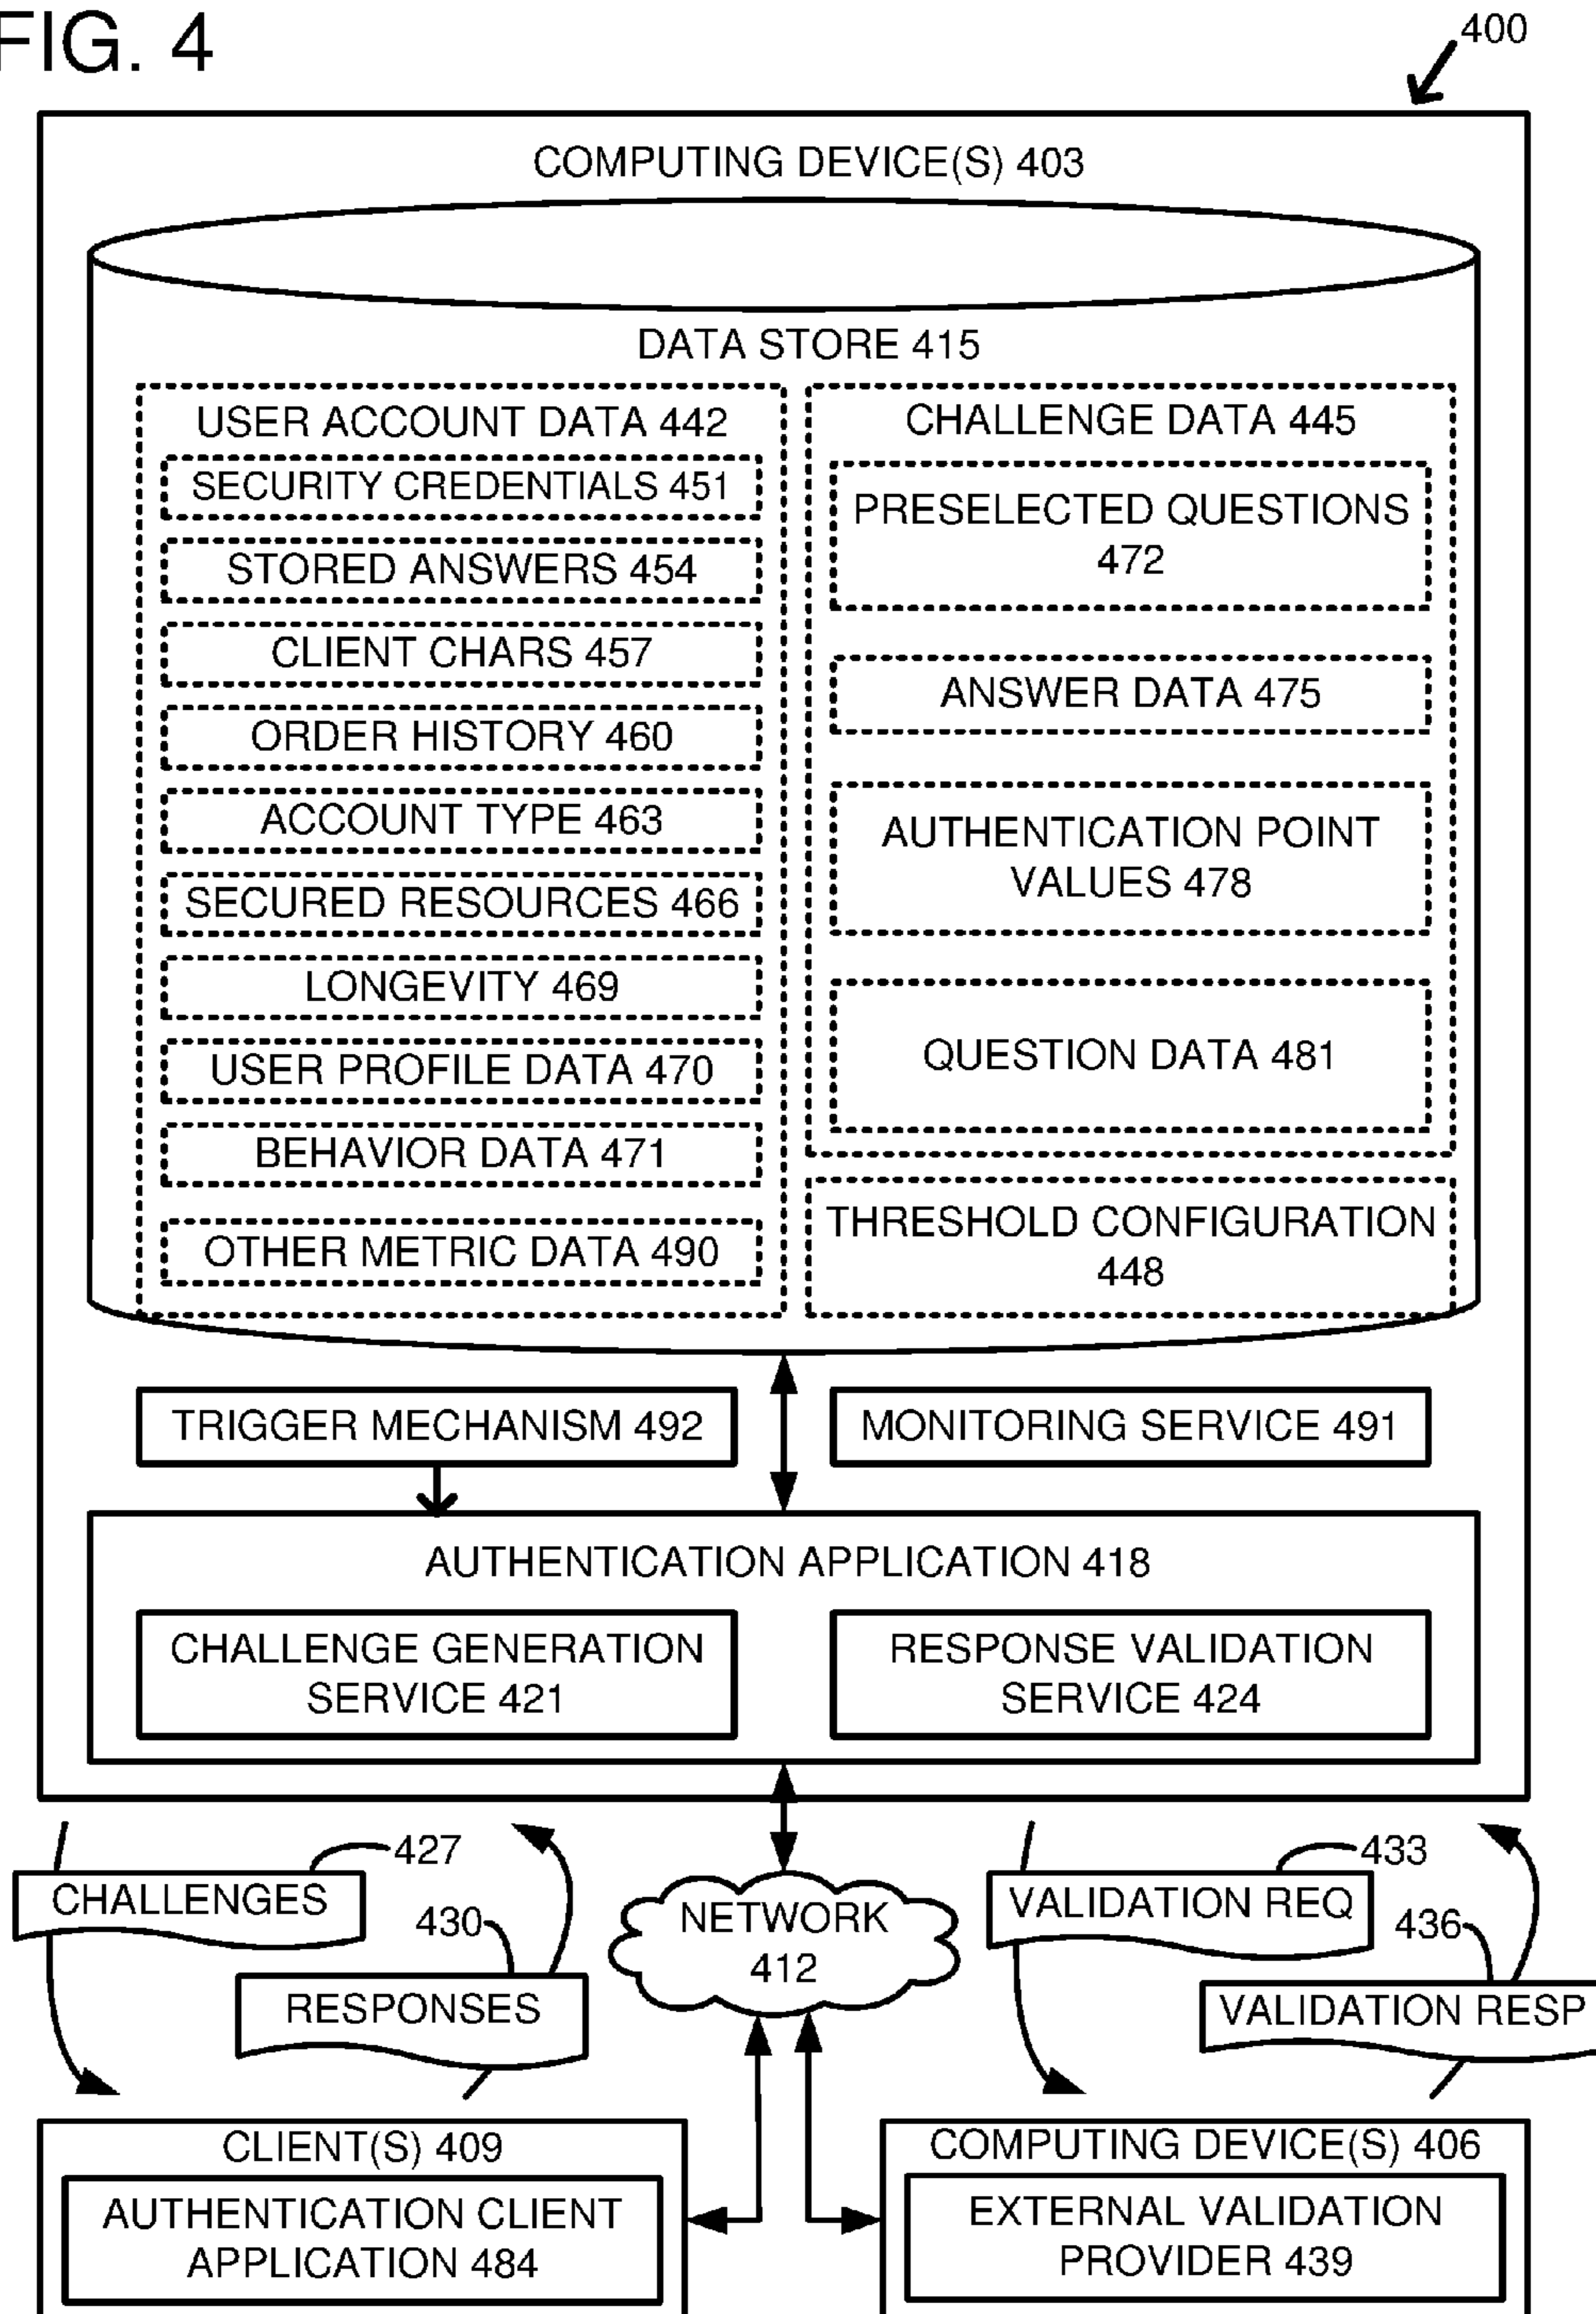 FIG. 4
400
COMPUTING DEVICE(S) 403
DATA STORE 415
USER ACCOUNT DATA 442
SECURITY CREDENTIALS 451
STORED ANSWERS 454
CLIENT CHARS 457
ORDER HISTORY 460
ACCOUNT TYPE 463
SECURED RESOURCES 466
LONGEVITY 469
USER PROFILE DATA 470
BEHAVIOR DATA 471
OTHER METRIC DATA 490
CHALLENGE DATA 445
PRESELECTED QUESTIONS
472
ANSWER DATA 475
AUTHENTICATION POINT
VALUES 478
QUESTION DATA 481
THRESHOLD CONFIGURATION
448
TRIGGER MECHANISM 492
MONITORING SERVICE 491
AUTHENTICATION APPLICATION 418
CHALLENGE GENERATION
SERVICE 421
RESPONSE VALIDATION
SERVICE 424
427
CHALLENGES
430
RESPONSES
NETWORK
412
433
VALIDATION REQ
436
VALIDATION RESP
CLIENT(S) 409
AUTHENTICATION CLIENT
APPLICATION 484
COMPUTING DEVICE(S) 406
EXTERNAL VALIDATION
PROVIDER 439